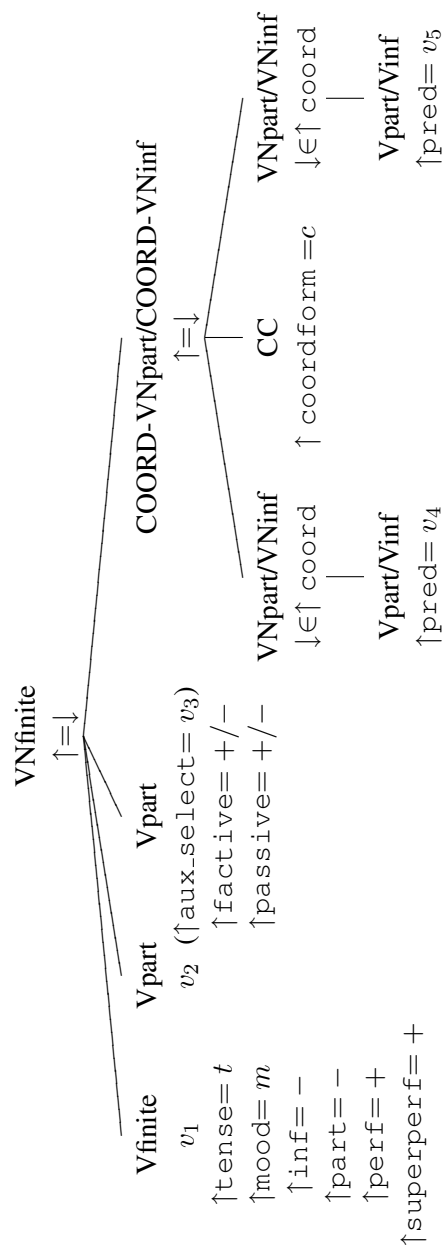 VNfinite
↑=↓
Vfinite
v1
↑tense= t
↑mood= m
↑inf= −
↑part= −
↑perf= +
↑superperf= +
Vpart
v2
Vpart
(↑aux_select= v3)
↑factive= +/−
↑passive= +/−
COORD-VNpart/COORD-VNinf
↑=↓
VNpart/VNinf
↓∈↑ coord
Vpart/Vinf
↑pred= v4
CC
↑ coordform =c
VNpart/VNinf
↓∈↑ coord
Vpart/Vinf
↑pred= v5